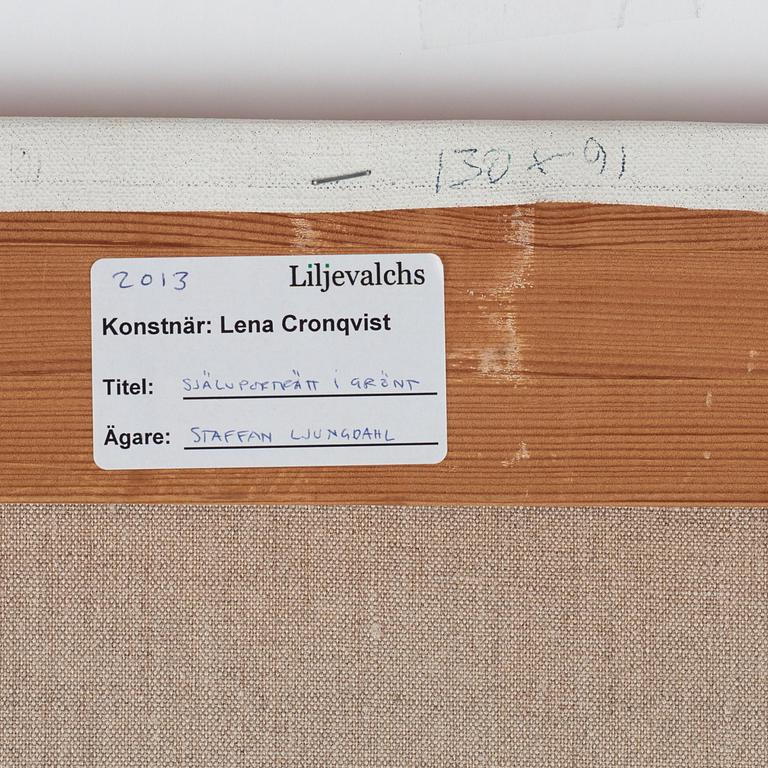 130 x 91
2013 Liljevalchs
Konstnär: Lena Cronqvist
Titel: SJÄLVPORTRÄTT i GRÖNT
Ägare: STAFFAN LJUNGDAHL